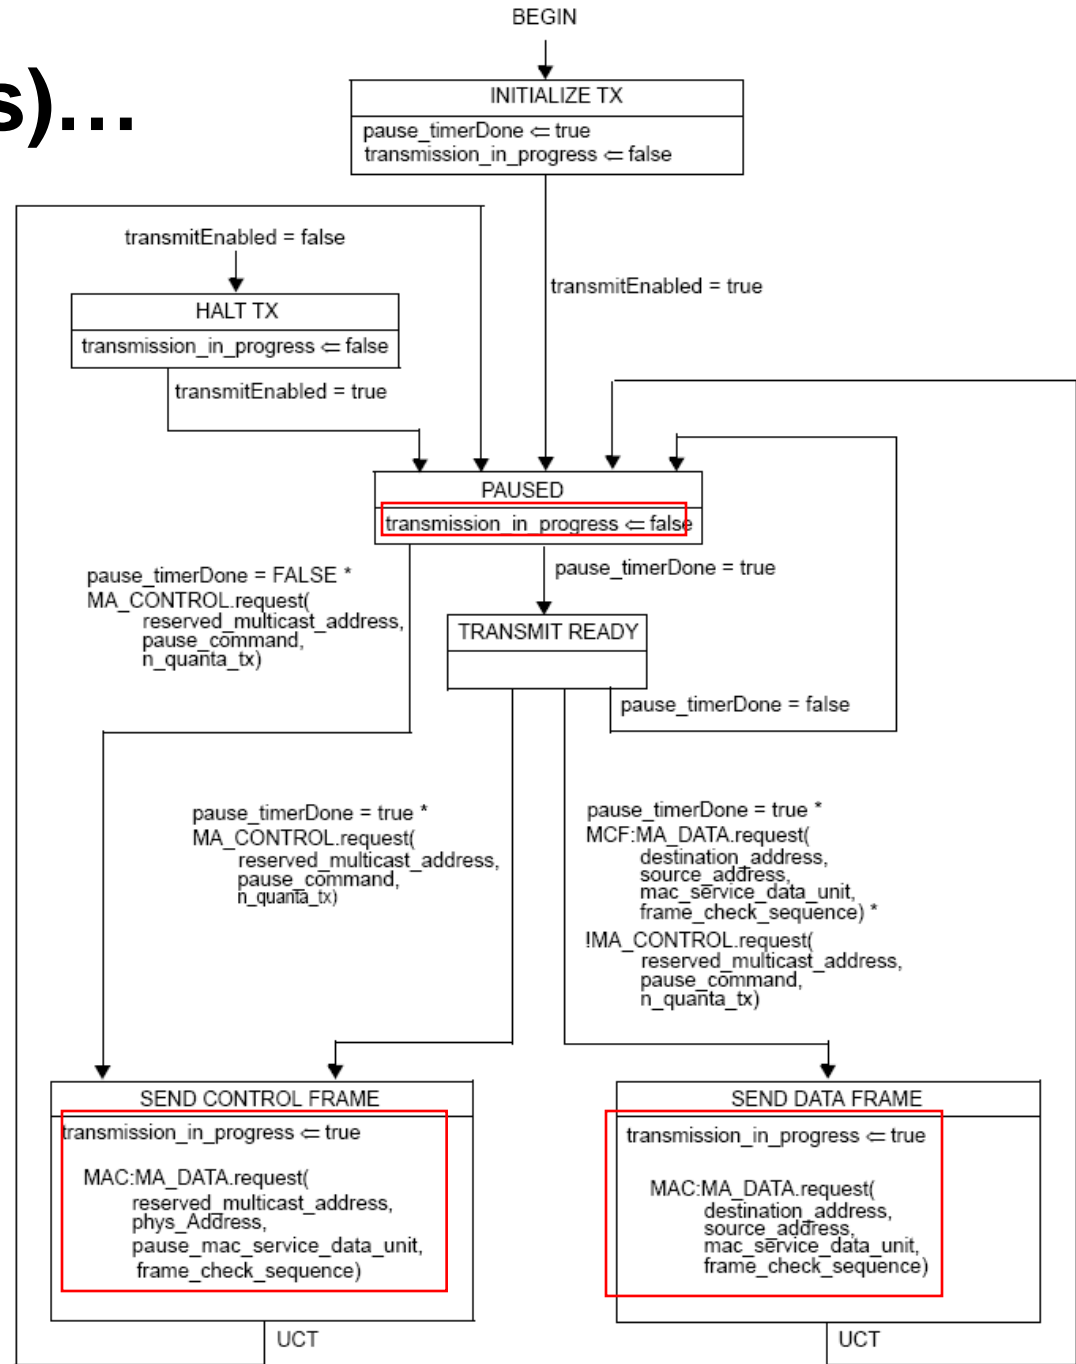 BEGIN
s)...
INITIALIZE TX
pause_timerDone ⇐ true
transmission_in_progress ⇐ false
transmitEnabled = false
transmitEnabled = true
HALT TX
transmission_in_progress ⇐ false
transmitEnabled = true
PAUSED
transmission_in_progress ⇐ false
pause_timerDone = FALSE *
MA_CONTROL.request(
reserved_multicast_address,
pause_command,
n_quanta_tx)
pause_timerDone = true
TRANSMIT READY
pause_timerDone = false
pause_timerDone = true *
MA_CONTROL.request(
reserved_multicast_address,
pause_command,
n_quanta_tx)
pause_timerDone = true *
MCF:MA_DATA.request(
destination_address,
source_address,
mac_service_data_unit,
frame_check_sequence) *
!MA_CONTROL.request(
reserved_multicast_address,
pause_command,
n_quanta_tx)
SEND CONTROL FRAME
transmission_in_progress ⇐ true
MAC:MA_DATA.request(
reserved_multicast_address,
phys_Address,
pause_mac_service_data_unit,
frame_check_sequence)
UCT
SEND DATA FRAME
transmission_in_progress ⇐ true
MAC:MA_DATA.request(
destination_address,
source_address,
mac_service_data_unit,
frame_check_sequence)
UCT